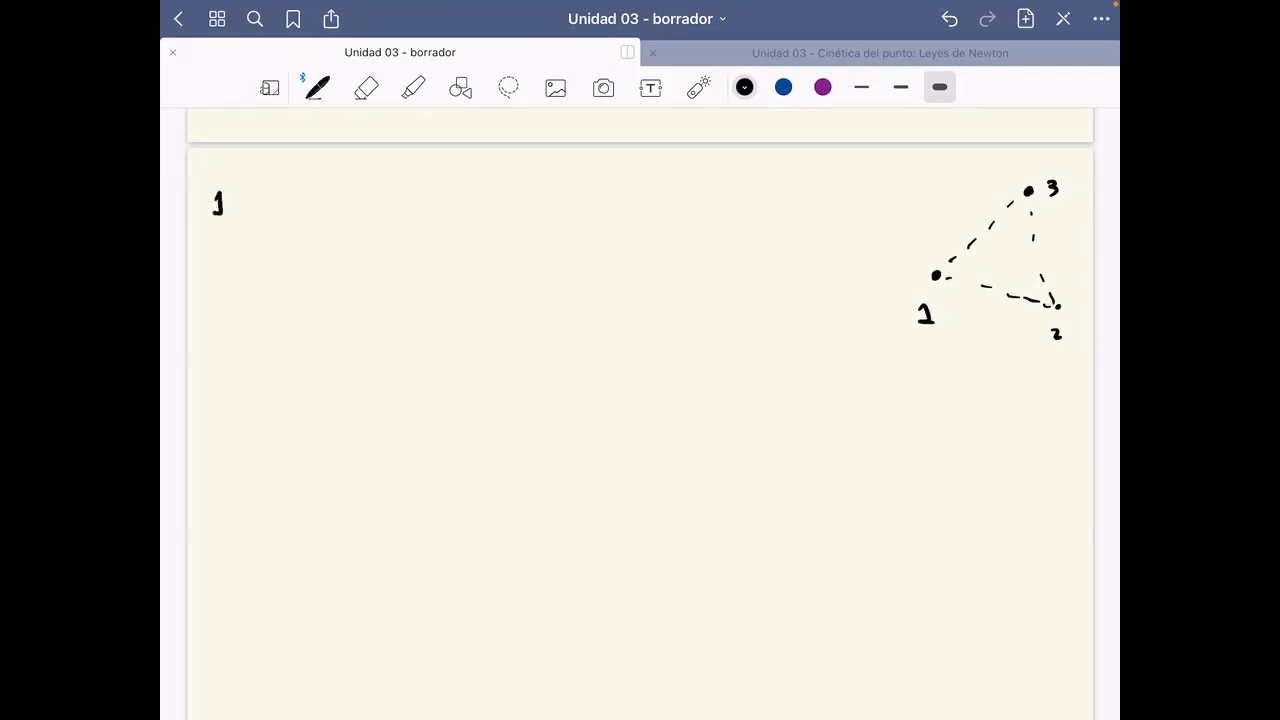 Unidad 03 - borrador
Unidad 03 - borrador
Unidad 03 - Cinética del punto: Leyes de Newton
T
1
3
1
2